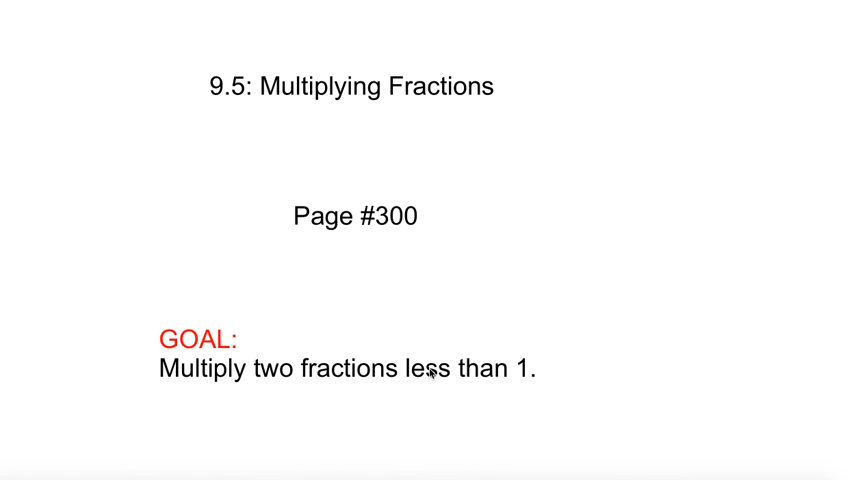 9.5: Multiplying Fractions
Page #300
GOAL:
Multiply two fractions less than 1.